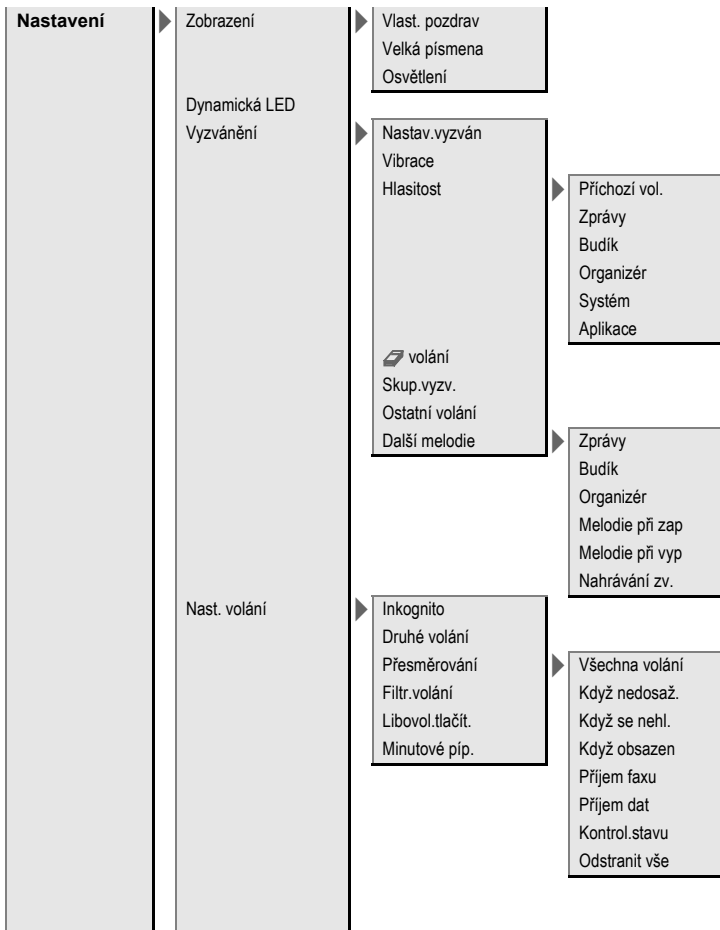 Nastavení
Zobrazení
Vlast. pozdrav
Velká písmena
Osvětlení
Dynamická LED
Vyzvánění
Nastav.vyzván
Vibrace
Hlasitost
Příchozí vol.
Zprávy
Budík
Organizér
Systém
Aplikace
volání
Skup.vyzv.
Ostatní volání
Další melodie
Zprávy
Budík
Organizér
Melodie při zap
Melodie při vyp
Nahrávání zv.
Nast. volání
Inkognito
Druhé volání
Přesměrování
Všechna volání
Když nedosaž.
Když se nehl.
Když obsazen
Příjem faxu
Příjem dat
Kontrol.stavu
Odstranit vše
Filtr.volání
Libovol.tlačít.
Minutové píp.